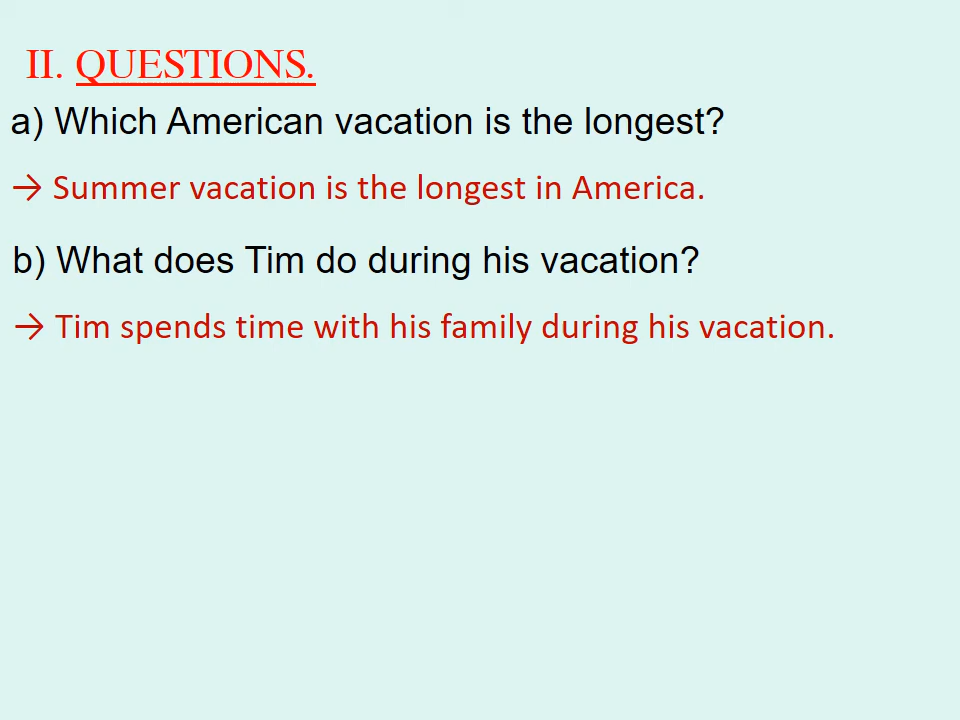 II. QUESTIONS.
a) Which American vacation is the longest?
→ Summer vacation is the longest in America.
b) What does Tim do during his vacation?
→ Tim spends time with his family during his vacation.